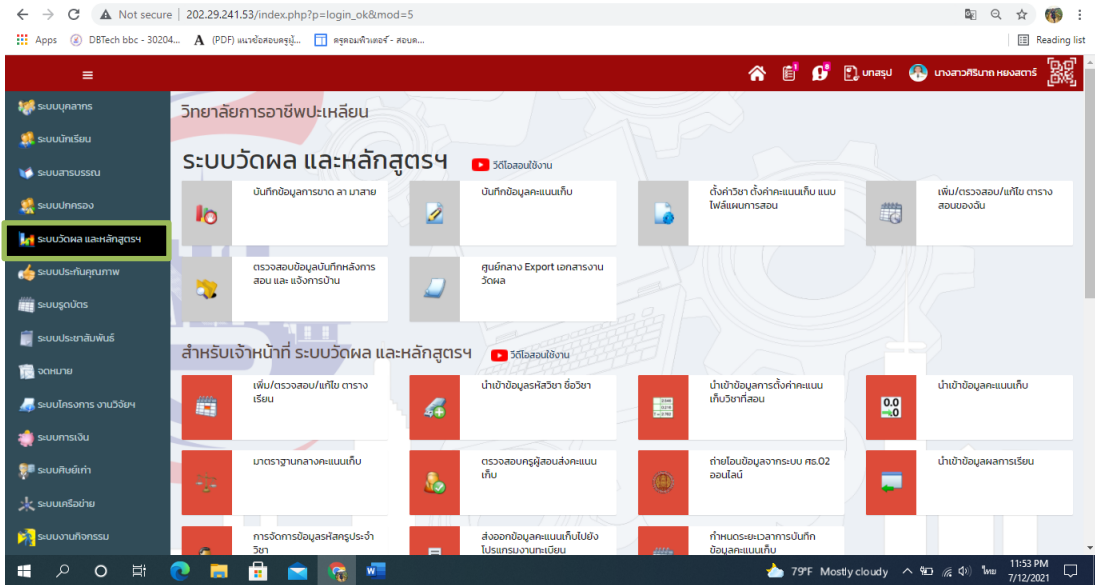 Not secure | 202.29.241.53/index.php?p=login_ok&mod=5
Apps DBTech bbc - 30204... (PDF) แนวข้อสอบครูผู้... ครูคอมพิวเตอร์ - สอบค... Reading list
1 8 บทสรุป นางสาวศิรินาถ หยงสตาร์
ระบบบุคลากร
ระบบนักเรียน
ระบบสารบรรณ
ระบบปกครอง
ระบบวัดผล และหลักสูตรฯ
ระบบประกันคุณภาพ
ระบบรูดบัตร
ระบบประชาสัมพันธ์
จดหมาย
ระบบโครงการ งานวิจัยฯ
ระบบการเงิน
ระบบศิษย์เก่า
ระบบเครือข่าย
ระบบงานกิจกรรม
วิทยาลัยการอาชีพปะเหลียน
ระบบวัดผล และหลักสูตรฯ วิดีโอสอนใช้งาน
บันทึกข้อมูลการขาด ลา มาสาย
บันทึกข้อมูลคะแนนเก็บ
ตั้งค่าวิชา ตั้งค่าคะแนนเก็บ แนบ
ไฟล์แผนการสอน
เพิ่ม/ตรวจสอบ/แก้ไข ตาราง
สอนของฉัน
ตรวจสอบข้อมูลบันทึกหลังการ
สอน และ แจ้งการบ้าน
ศูนย์กลาง Export เอกสารงาน
วัดผล
สำหรับเจ้าหน้าที่ ระบบวัดผล และหลักสูตรฯ วิดีโอสอนใช้งาน
เพิ่ม/ตรวจสอบ/แก้ไข ตาราง
เรียน
นำเข้าข้อมูลรหัสวิชา ชื่อวิชา
นำเข้าข้อมูลการตั้งค่าคะแนน
เก็บวิชาที่สอน
0.0
.0
นำเข้าข้อมูลคะแนนเก็บ
มาตราฐานกลางคะแนนเก็บ
ตรวจสอบครูผู้สอนส่งคะแนน
เก็บ
ถ่ายโอนข้อมูลจากระบบ ศธ.02
ออนไลน์
นำเข้าข้อมูลผลการเรียน
การจัดการข้อมูลรหัสครูประจำ
วิชา
ส่งออกข้อมูลคะแนนเก็บไปยัง
โปรแกรมงานทะเบียน
กำหนดระยะเวลาการบันทึก
ข้อมูลคะแนนเก็บ
79°F Mostly cloudy ไทย 11:53 PM
7/12/2021